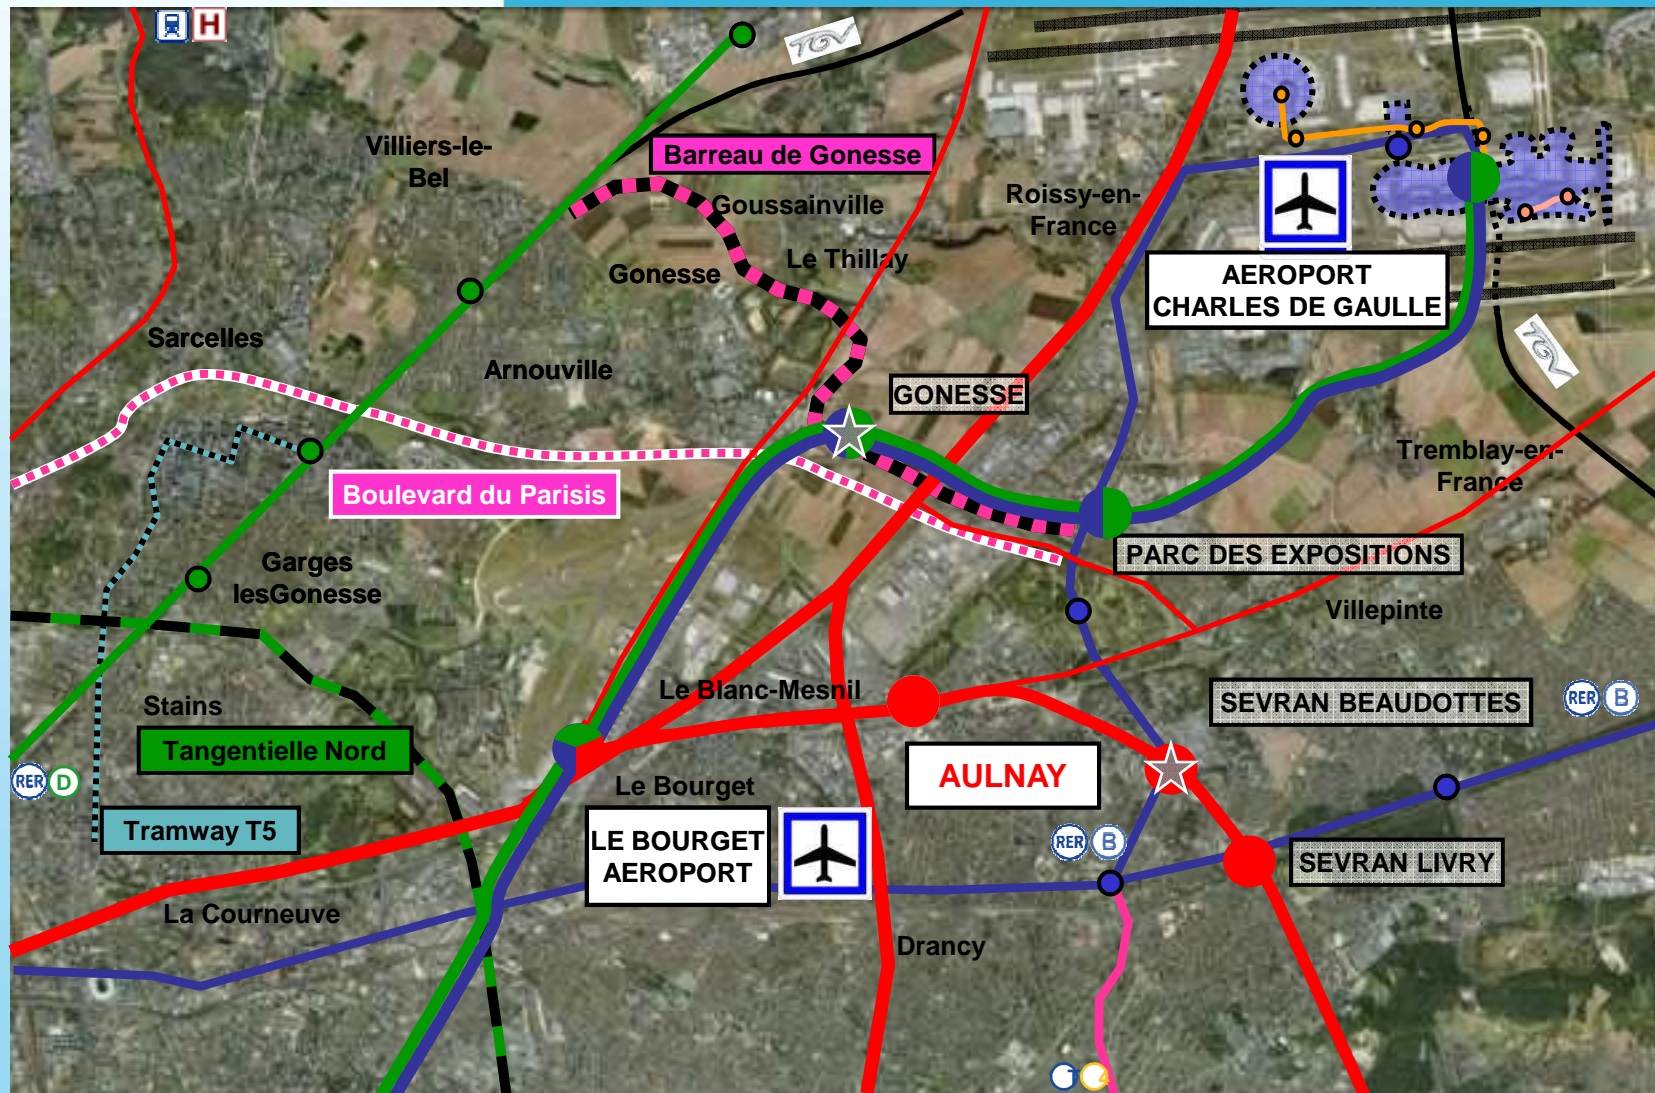 H
TGV
Villiers-le-
Bel
Barreau de Gonesse
Goussainville
Roissy-en-
France
Le Thillay
Gonesse
AEROPORT
CHARLES DE GAULLE
Sarcelles
TGV
Arnouville
GONESSE
Tremblay-en-
France
Boulevard du Parisis
PARC DES EXPOSITIONS
Garges
lesGonesse
Villepinte
Le Blanc-Mesnil
SEVRAN BEAUDOTTES
RER B
Stains
Tangentielle Nord
RER D
Le Bourget
AULNAY
Tramway T5
LE BOURGET
AEROPORT
RER B
SEVRAN LIVRY
La Courneuve
Drancy
T 4